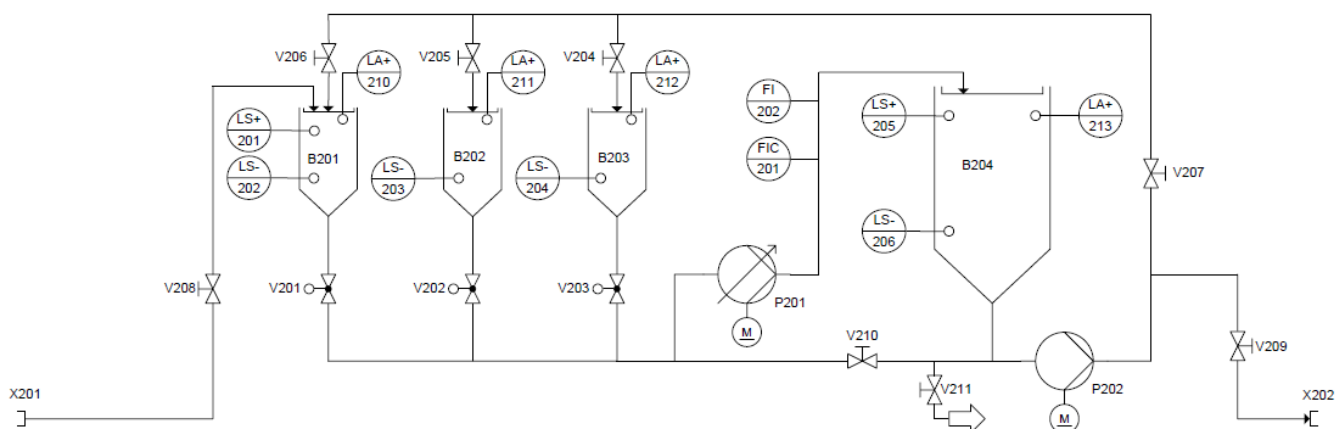 V206
LA+
210
V205
LA+
211
V204
LA+
212
LS+
201
LS-
202
B201
LS-
203
B202
LS-
204
B203
FI
202
FIC
201
LS+
205
LA+
213
B204
LS-
206
V207
V208
V201
V202
V203
P201
M
V210
V211
P202
M
V209
X201
X202